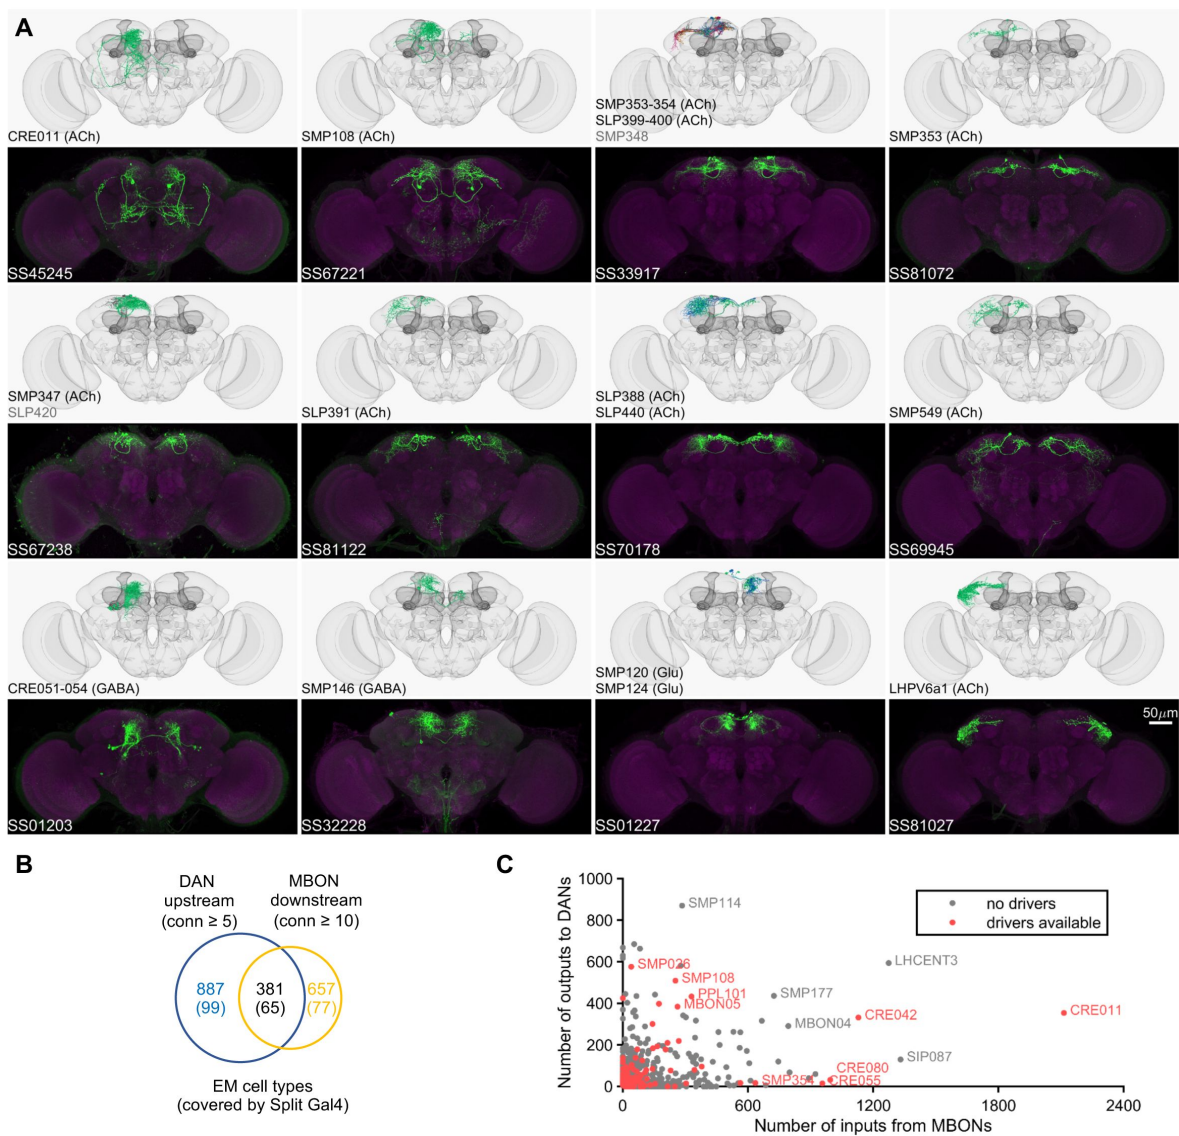 A
CRE011 (ACh)
SMP108 (ACh)
SMP353-354 (ACh)
SLP399-400 (ACh)
SMP348
SMP353 (ACh)
SS45245
SS67221
SS33917
SS81072
SMP347 (ACh)
SLP420
SLP391 (ACh)
SLP388 (ACh)
SLP440 (ACh)
SMP549 (ACh)
SS67238
SS81122
SS70178
SS69945
CRE051-054 (GABA)
SMP146 (GABA)
SMP120 (Glu)
SMP124 (Glu)
LHPV6a1 (ACh)
50μm
SS01203
SS32228
SS01227
SS81027
B
DAN
upstream
(conn ≥ 5)
MBON
downstream
(conn ≥ 10)
887
(99)
381
(65)
657
(77)
EM cell types
(covered by Split Gal4)
C
Number of outputs to DANs
1000
800
600
400
200
0
no drivers
drivers available
SMP114
LHCENT3
SMP026
SMP108
PPL101
MBON05
SMP177
MBON04
CRE042
CRE011
SIP087
CRE080
SMP354
CRE055
0
600
1200
1800
2400
Number of inputs from MBONs